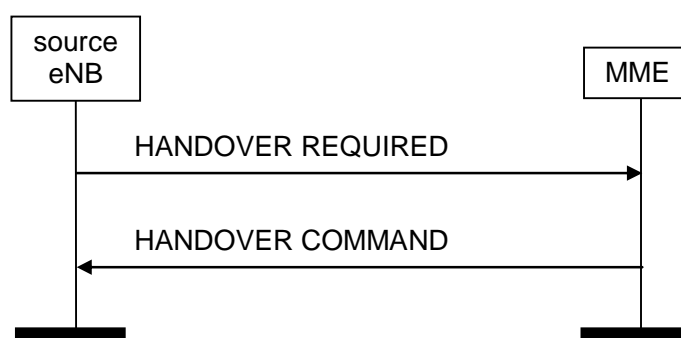 source
eNB
MME
HANDOVER REQUIRED
HANDOVER COMMAND